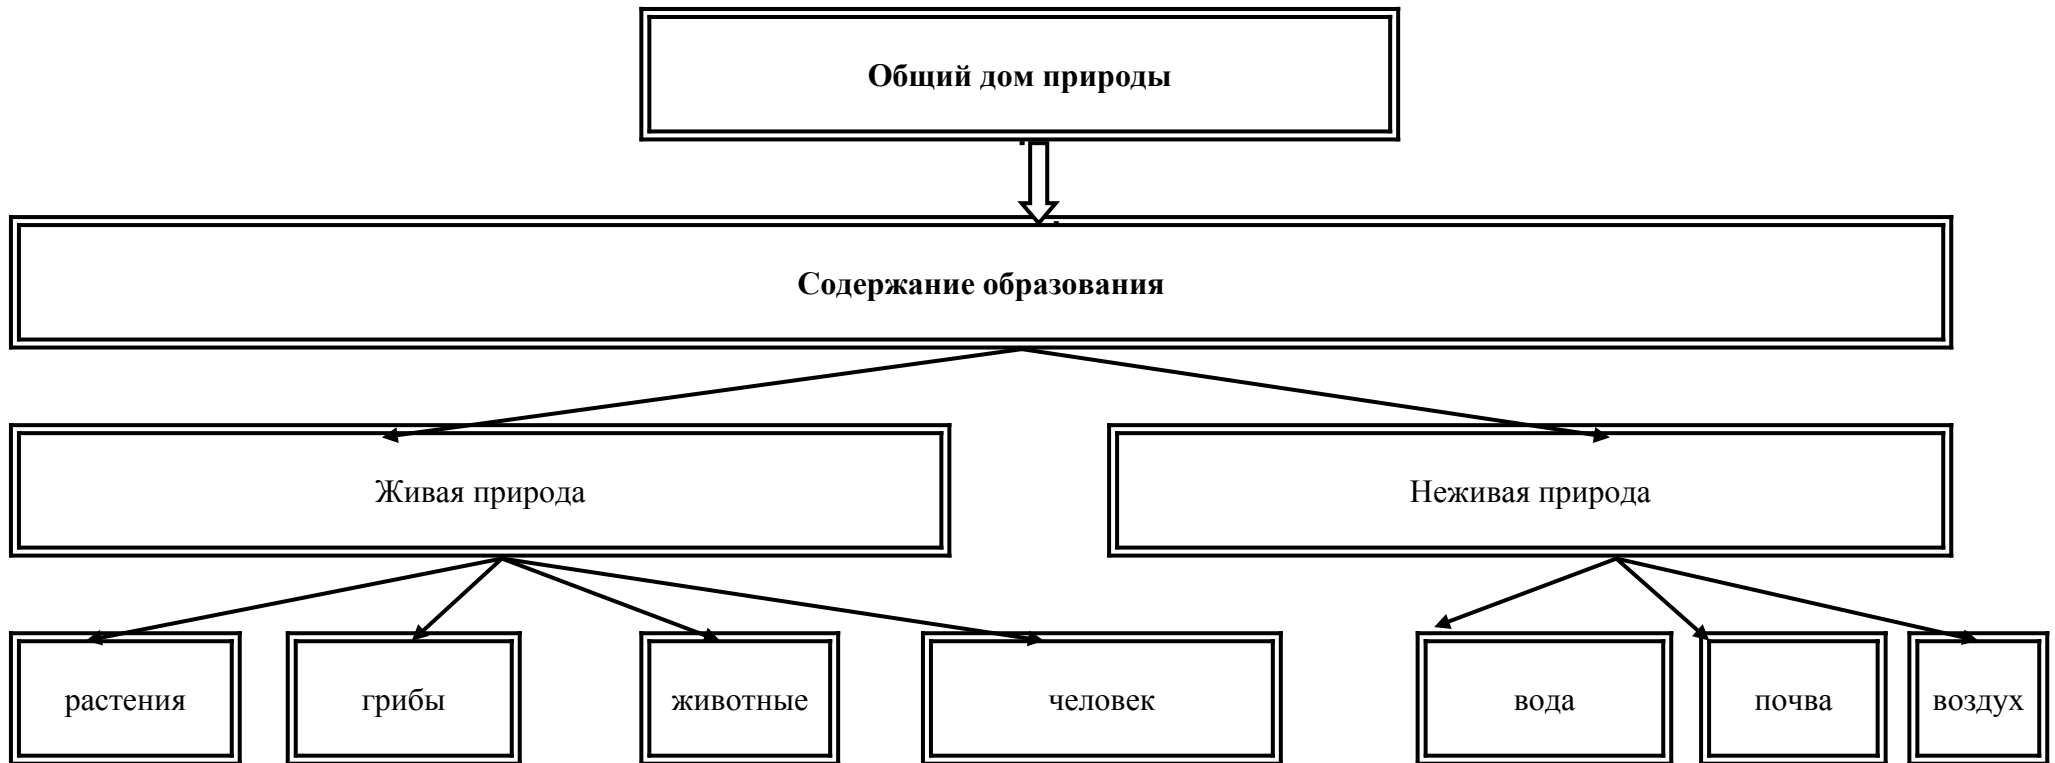 Общий дом природы
Содержание образования
Живая природа
Неживая природа
растения
грибы
животные
человек
вода
почва
воздух